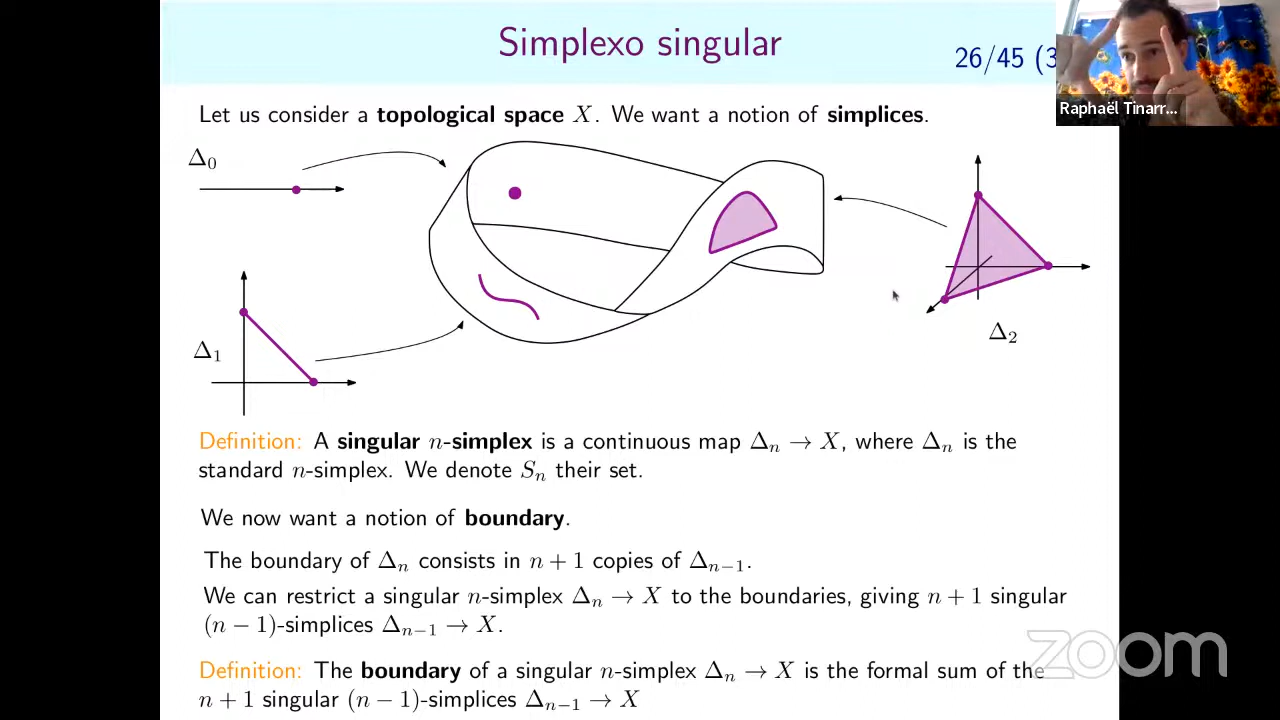 Simplexo singular
26/45 (3
Raphaël Tinarr...
Let us consider a topological space X. We want a notion of simplices.
Δ₀
Δ₁
Δ₂
Definition: A singular n-simplex is a continuous map Δₙ → X, where Δₙ is the
standard n-simplex. We denote Sₙ their set.
We now want a notion of boundary.
The boundary of Δₙ consists in n + 1 copies of Δₙ₋₁.
We can restrict a singular n-simplex Δₙ → X to the boundaries, giving n + 1 singular
(n − 1)-simplices Δₙ₋₁ → X.
Definition: The boundary of a singular n-simplex Δₙ → X is the formal sum of the
n + 1 singular (n − 1)-simplices Δₙ₋₁ → X
zoom